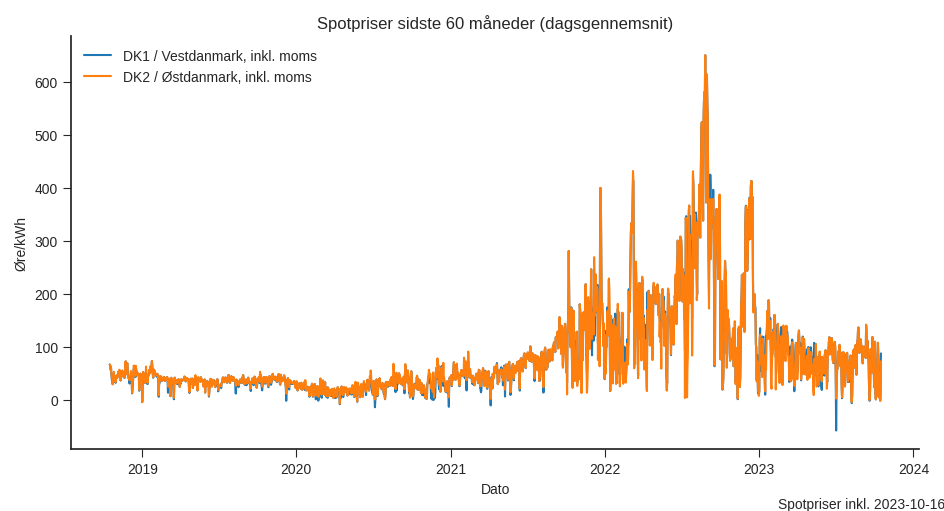 Spotpriser sidste 60 måneder (dagsgennemsnit)
DK1 / Vestdanmark, inkl. moms
DK2 / Østdanmark, inkl. moms
600
500
400
300
200
100
0
Øre/kWh
2019 2020 2021 2022 2023 2024
Dato
Spotpriser inkl. 2023-10-16